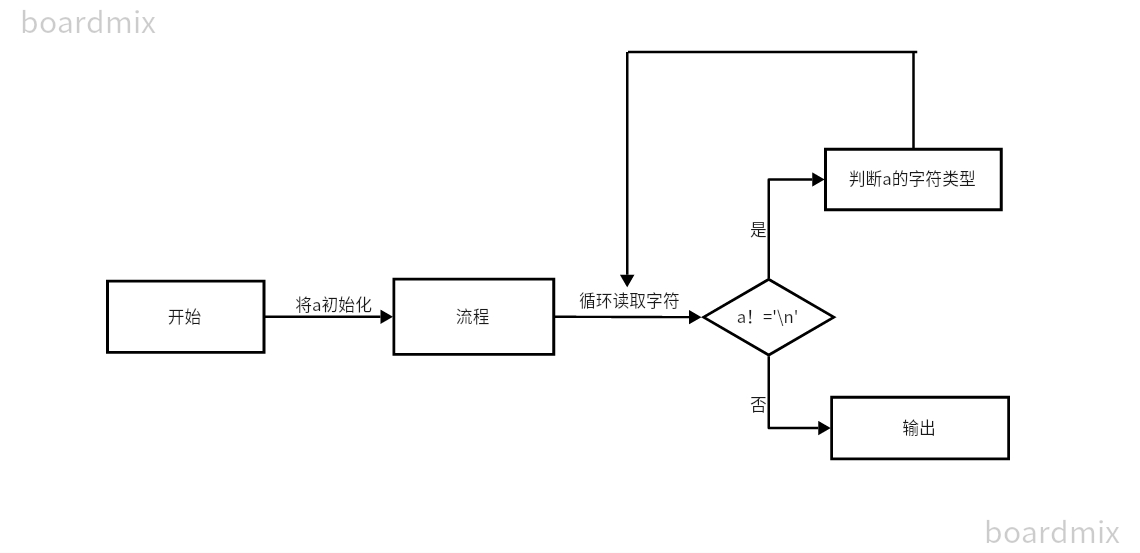 boardmix
判断a的字符类型
是
将a初始化
循环读取字符
开始
流程
a！='\n'
否
输出
boardmix